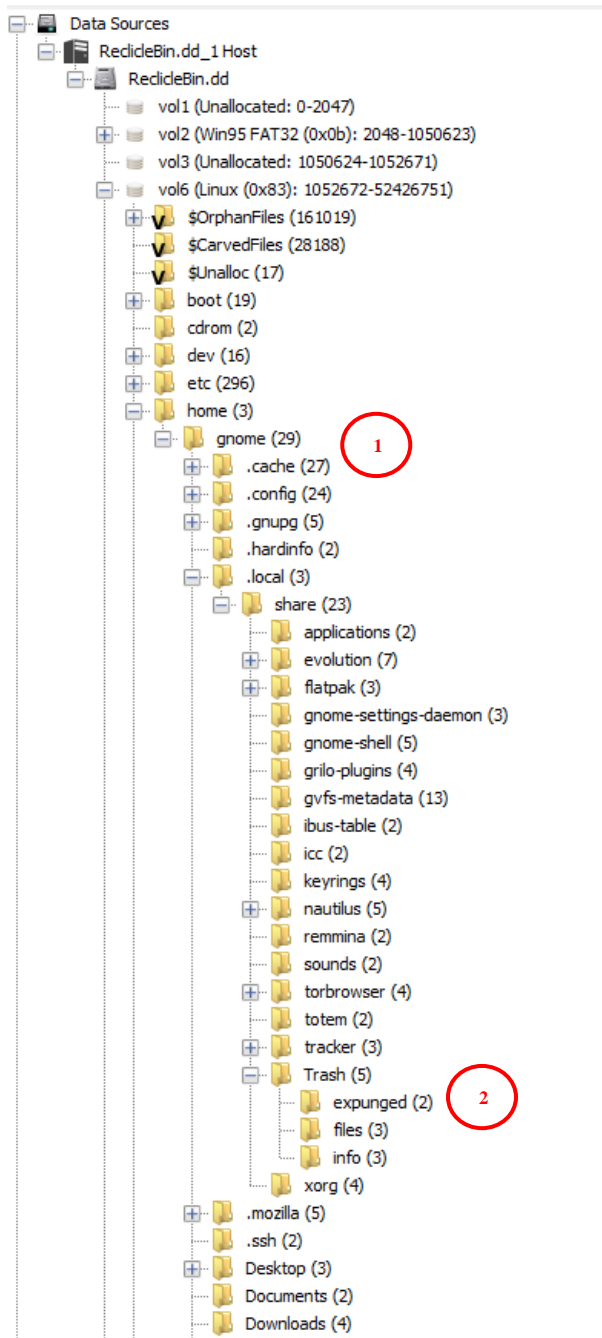 Data Sources
RedicleBin.dd_1 Host
RedicleBin.dd
vol1 (Unallocated: 0-2047)
vol2 (Win95 FAT32 (0x0b): 2048-1050623)
vol3 (Unallocated: 1050624-1052671)
vol6 (Linux (0x83): 1052672-52426751)
$OrphanFiles (161019)
$CarvedFiles (28188)
$Unalloc (17)
boot (19)
cdrom (2)
dev (16)
etc (296)
home (3)
gnome (29)
1
.cache (27)
.config (24)
.gnupg (5)
.hardinfo (2)
.local (3)
share (23)
applications (2)
evolution (7)
flatpak (3)
gnome-settings-daemon (3)
gnome-shell (5)
grilo-plugins (4)
gvfs-metadata (13)
ibus-table (2)
icc (2)
keyrings (4)
nautilus (5)
remmina (2)
sounds (2)
torbrowser (4)
totem (2)
tracker (3)
Trash (5)
expunged (2)
2
files (3)
info (3)
xorg (4)
.mozilla (5)
.ssh (2)
Desktop (3)
Documents (2)
Downloads (4)